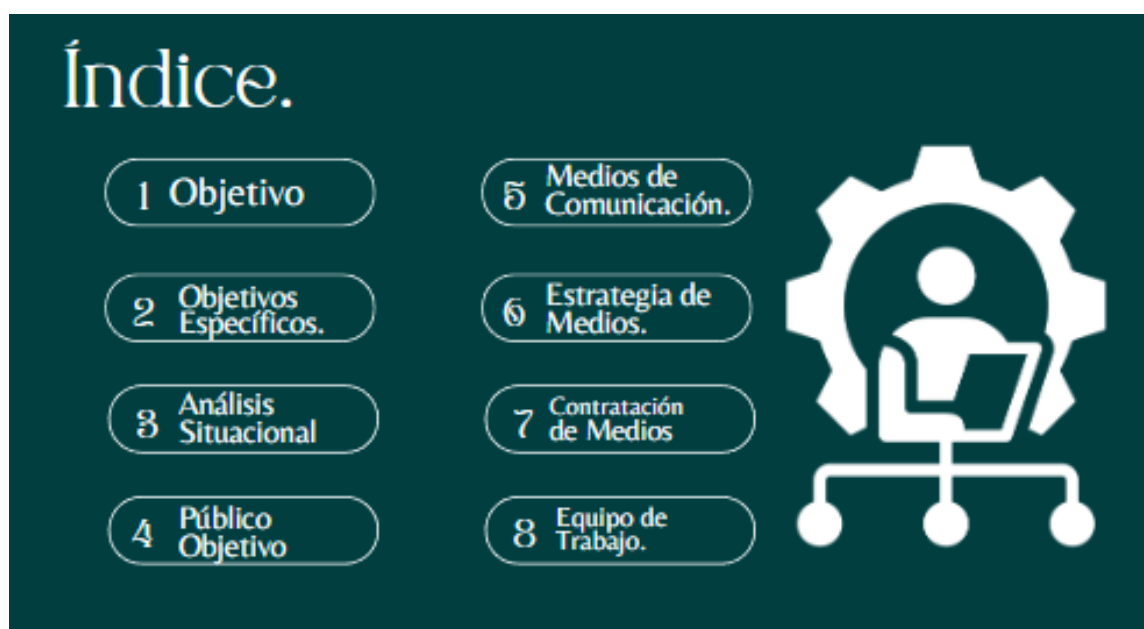 Índice.
1 Objetivo
2 Objetivos
Específicos.
3 Análisis
Situacional
4 Público
Objetivo
5 Medios de
Comunicación.
6 Estrategia de
Medios.
7 Contratación
de Medios
8 Equipo de
Trabajo.